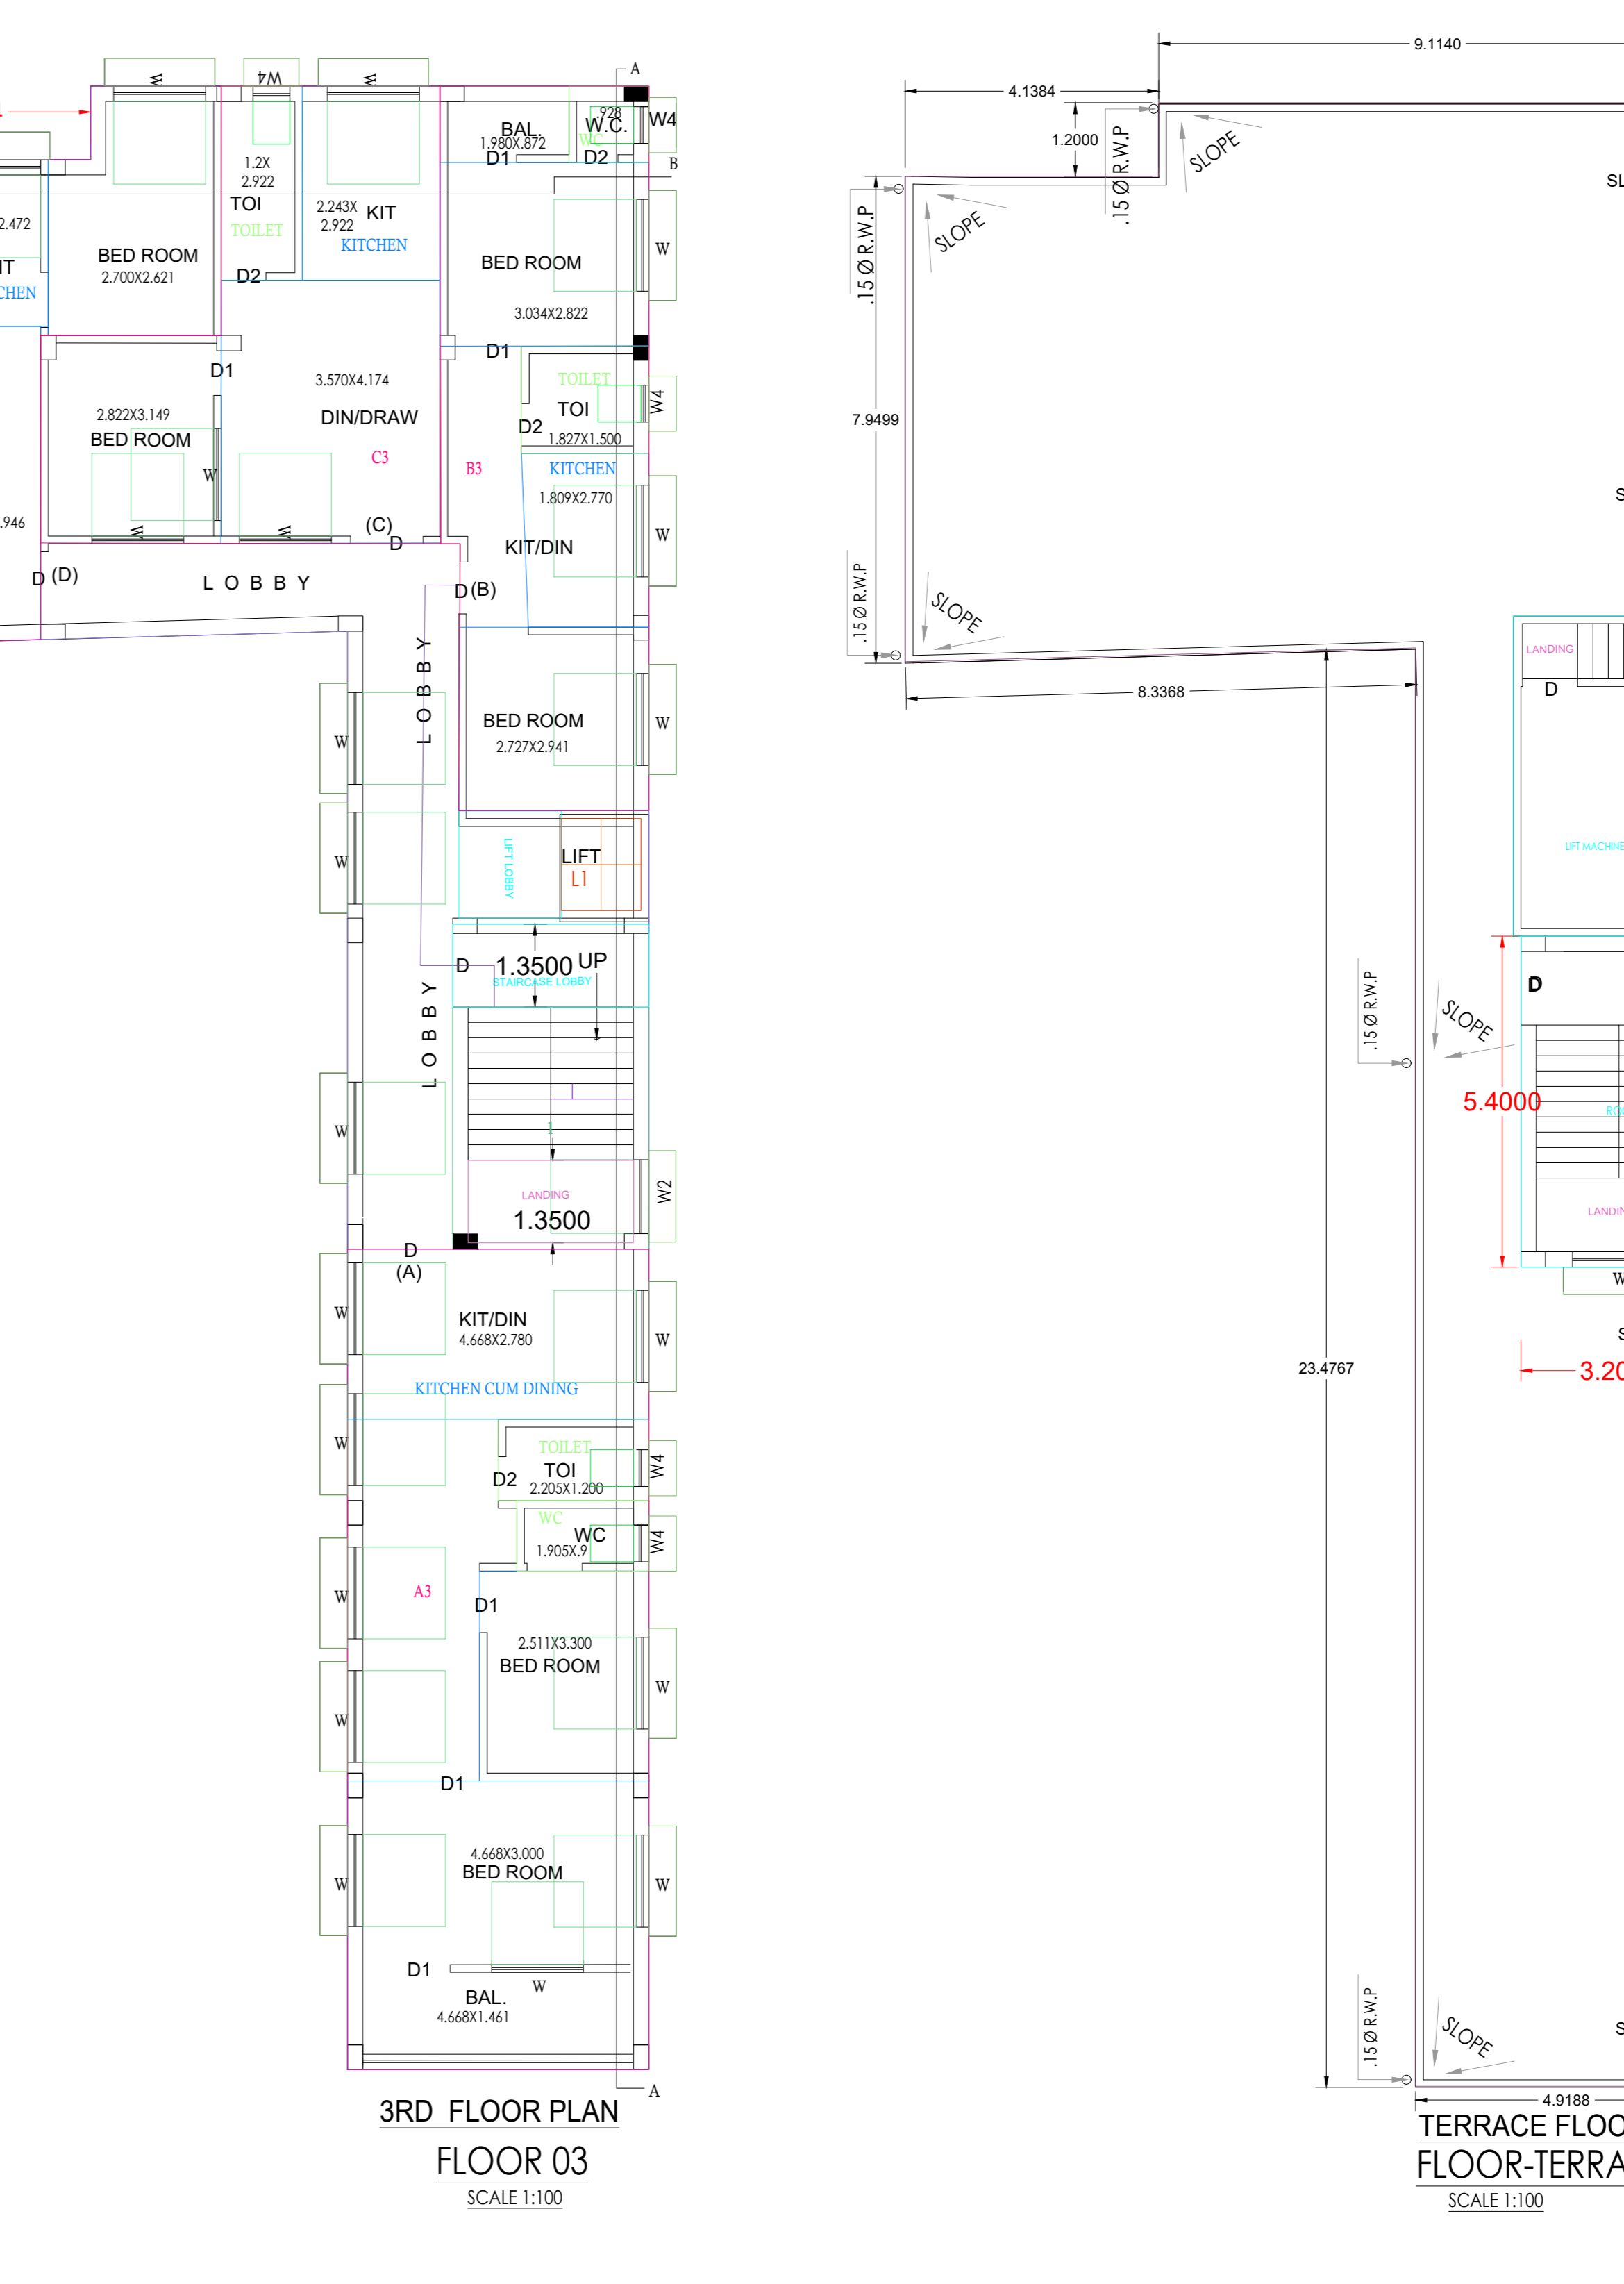 W
W4
W
A
BAL.
1.980X.872
D1
WC
.928
W.C.
D2
W4
B
1.2X
2.922
TOI
TOILET
D2
2.243X
2.922
KIT
KITCHEN
2.472
BED ROOM
2.700X2.621
BED ROOM
3.034X2.822
W
D1
D1
3.570X4.174
DIN/DRAW
C3
2.822X3.149
BED ROOM
W
W
W
(C)
D
TOILET
TOI
D2
1.827X1.500
W4
B3
KITCHEN
1.809X2.770
KIT/DIN
W
.946
D (D)
LOBBY
D (B)
LOBBY
BED ROOM
2.727X2.941
W
W
W
LIFT LOBBY
LIFT
L1
D
1.3500
UP
STAIRCASE LOBBY
LOBBY
W
LANDING
1.3500
W2
D
(A)
W
KIT/DIN
4.668X2.780
W
KITCHEN CUM DINING
W
TOILET
TOI
D2
2.205X1.200
W4
WC
WC
1.905X.9
W4
W
A3
D1
2.511X3.300
BED ROOM
W
W
D1
4.668X3.000
BED ROOM
W
W
D1
W
BAL.
4.668X1.461
A
3RD FLOOR PLAN
FLOOR 03
SCALE 1:100
9.1140
4.1384
1.2000
.15 Ø R.W.P
SLOPE
.15 Ø R.W.P
SLOPE
7.9499
.15 Ø R.W.P
SLOPE
8.3368
LANDING
D
LIFT MACHINE
D
.15 Ø R.W.P
SLOPE
5.4000
3.20
23.4767
.15 Ø R.W.P
SLOPE
4.9188
TERRACE FLOO
FLOOR-TERRA
SCALE 1:100